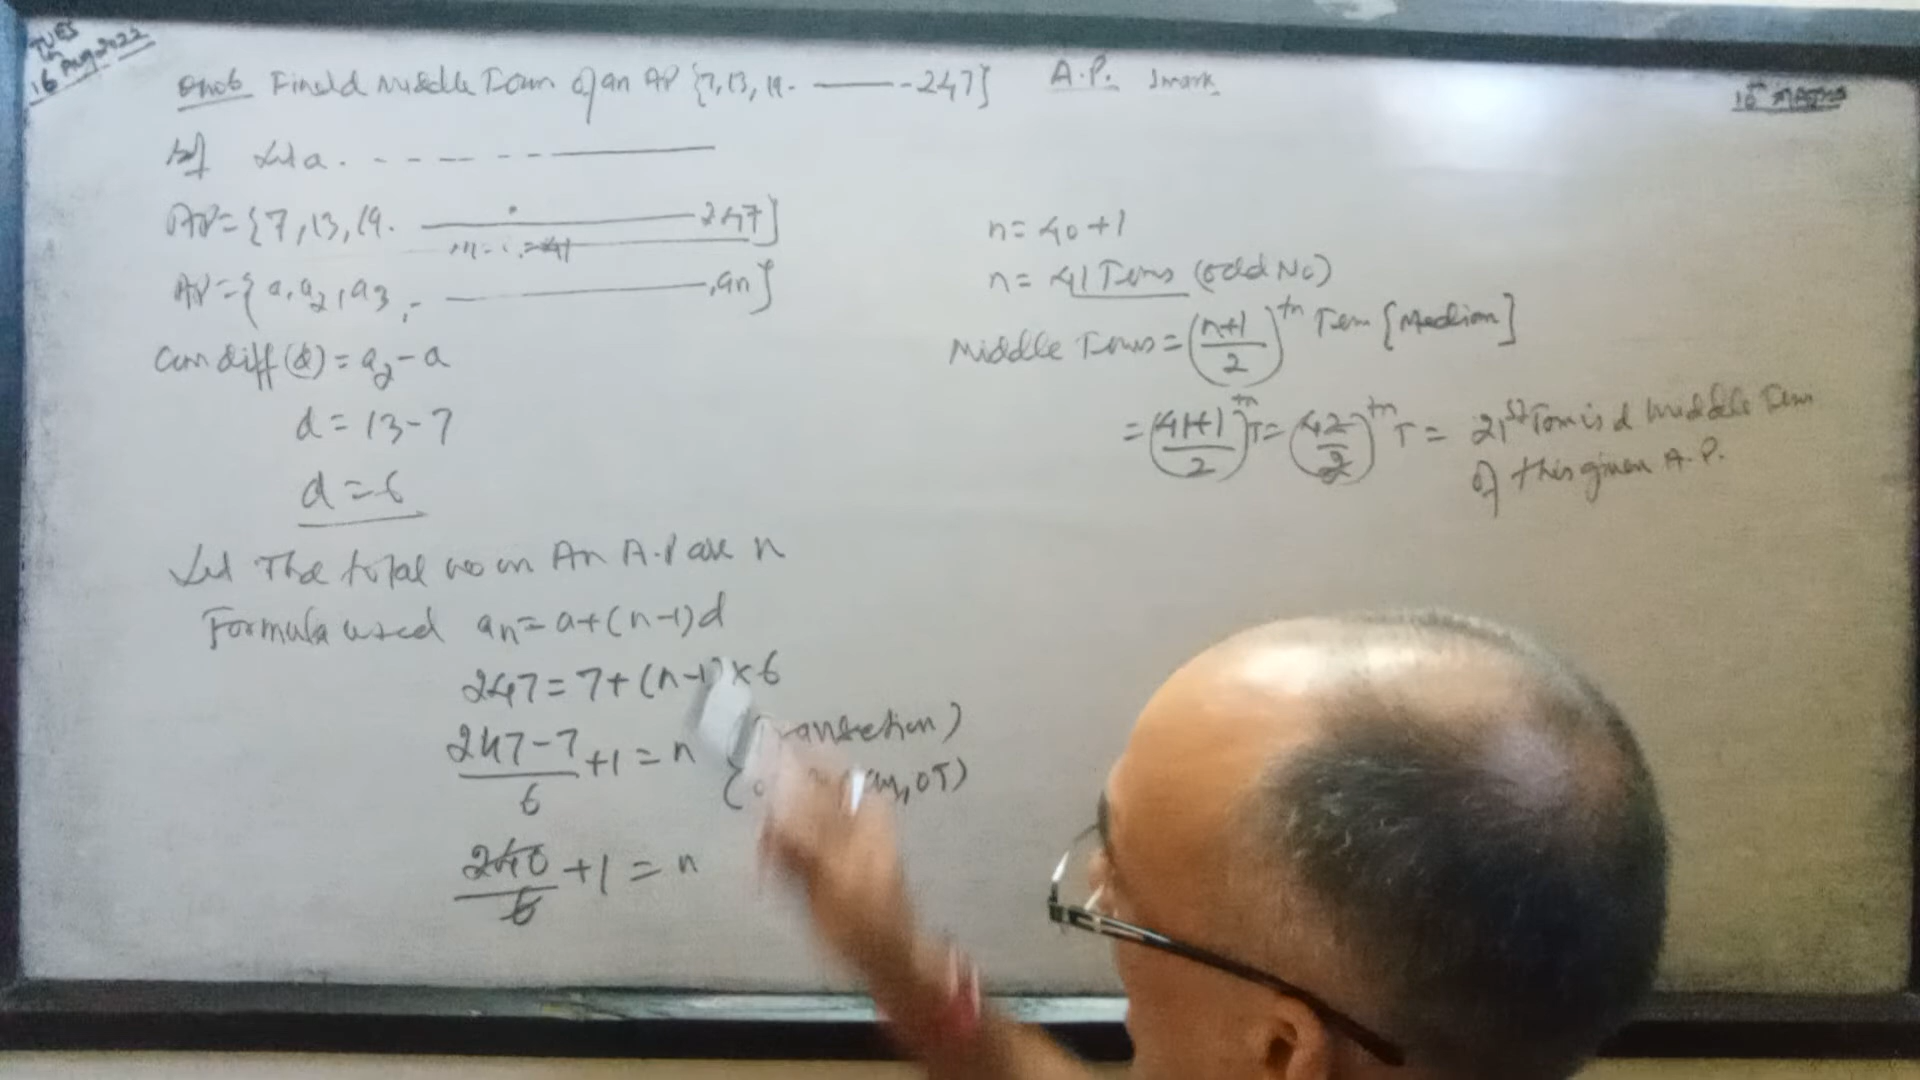 TUES
16 Aug 2022
Find Middle Term of an AP {7, 13, 19. ———--247}
A.P.
1 mark
10th MATHS
Let a. - - - - - - ———
AP = {7, 13, 19. ——— 247}
AP = {a, a2, a3, - ———, an}
Com diff (d) = a2 - a
d = 13 - 7
d = 6
Let The total no in An A.P are n
Formula used an = a + (n-1)d
247 = 7 + (n-1) × 6
247 - 7 / 6 + 1 = n
240 / 6 + 1 = n
n = 40 + 1
n = 41 Terms (odd No)
Middle Term = (n+1 / 2)th Term [Median]
= (41+1 / 2)th T = (42 / 2)th T = 21st Term is d middle Term
of this given A.P.